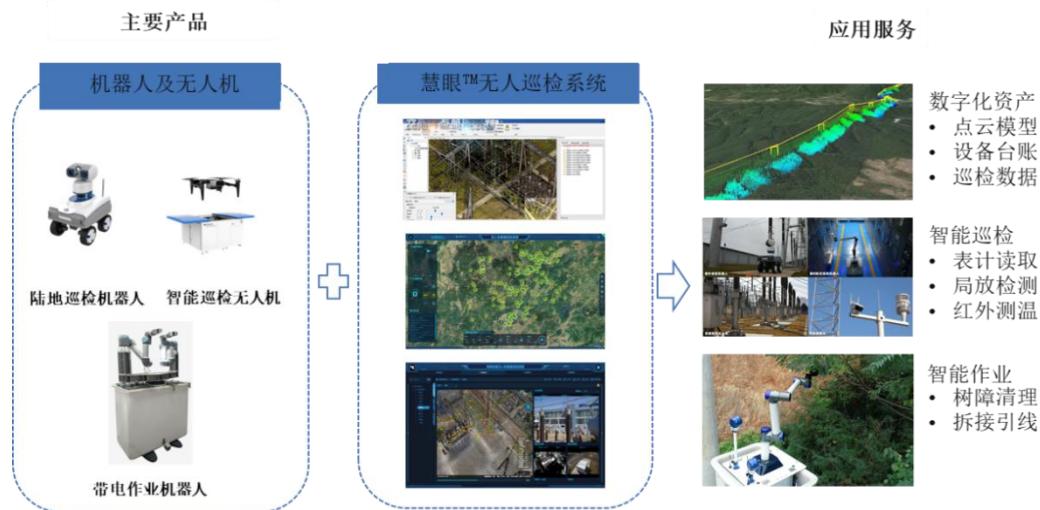 主要产品
应用服务
机器人及无人机
慧眼™无人巡检系统
陆地巡检机器人
智能巡检无人机
带电作业机器人
数字化资产
• 点云模型
• 设备台账
• 巡检数据
智能巡检
• 表计读取
• 局放检测
• 红外测温
智能作业
• 树障清理
• 拆接引线